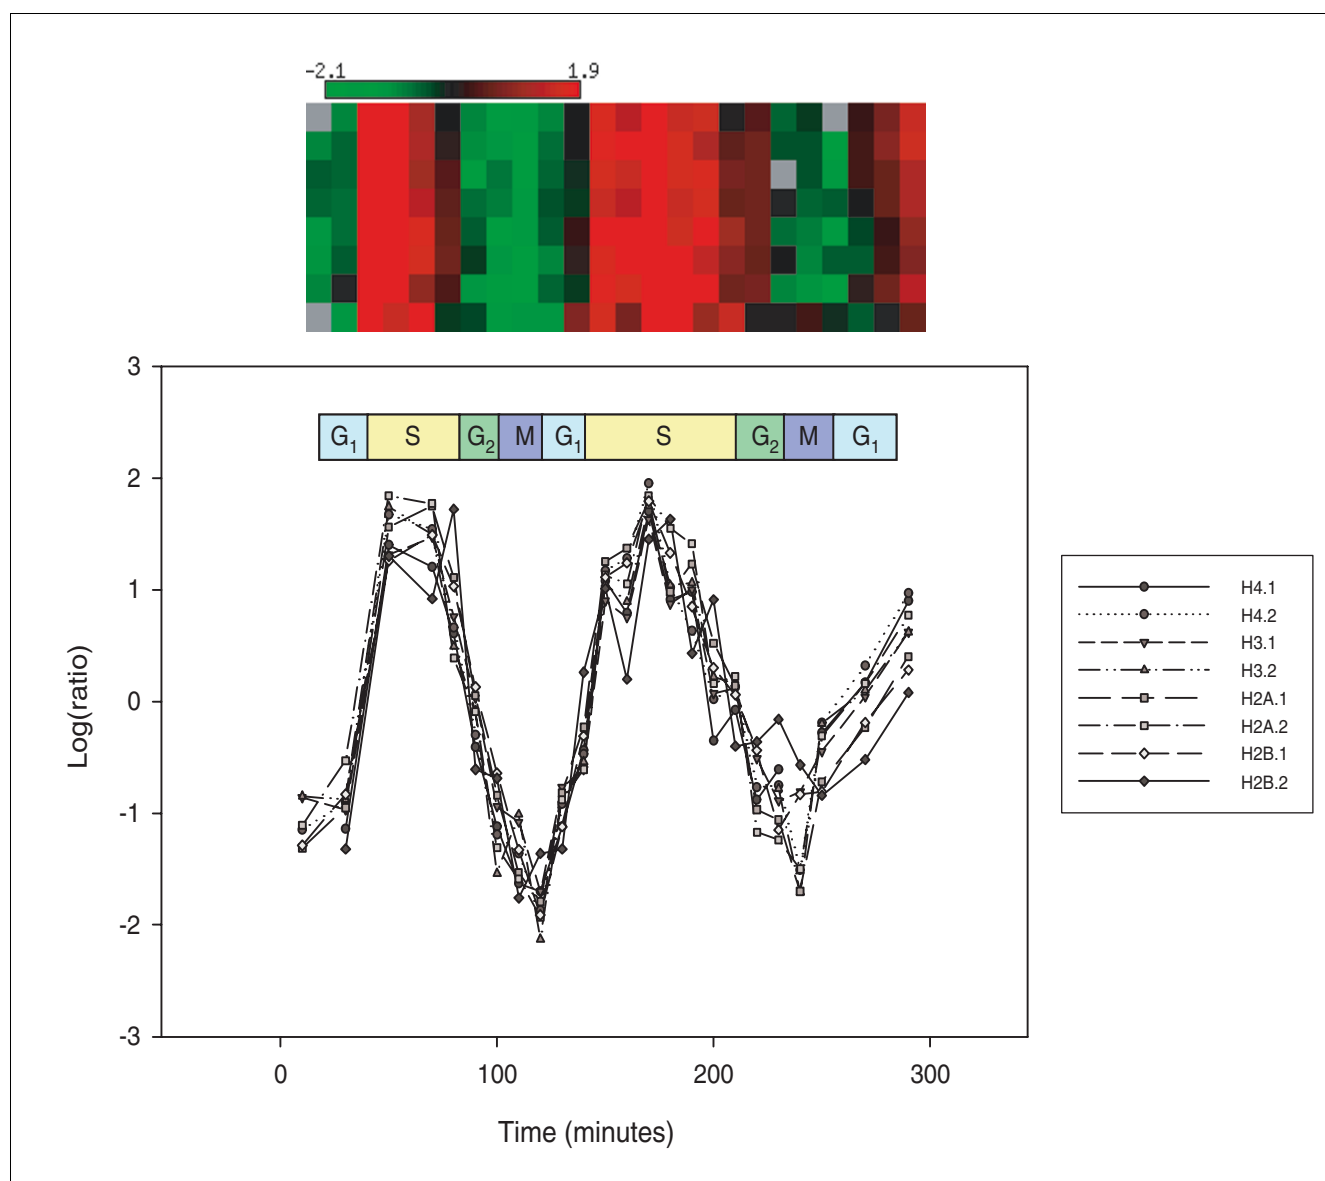 -2.1 1.9
3
G1 S G2 M G1 S G2 M G1
2
1
0
-1
-2
-3
Log(ratio)
0 100 200 300
Time (minutes)
H4.1
H4.2
H3.1
H3.2
H2A.1
H2A.2
H2B.1
H2B.2